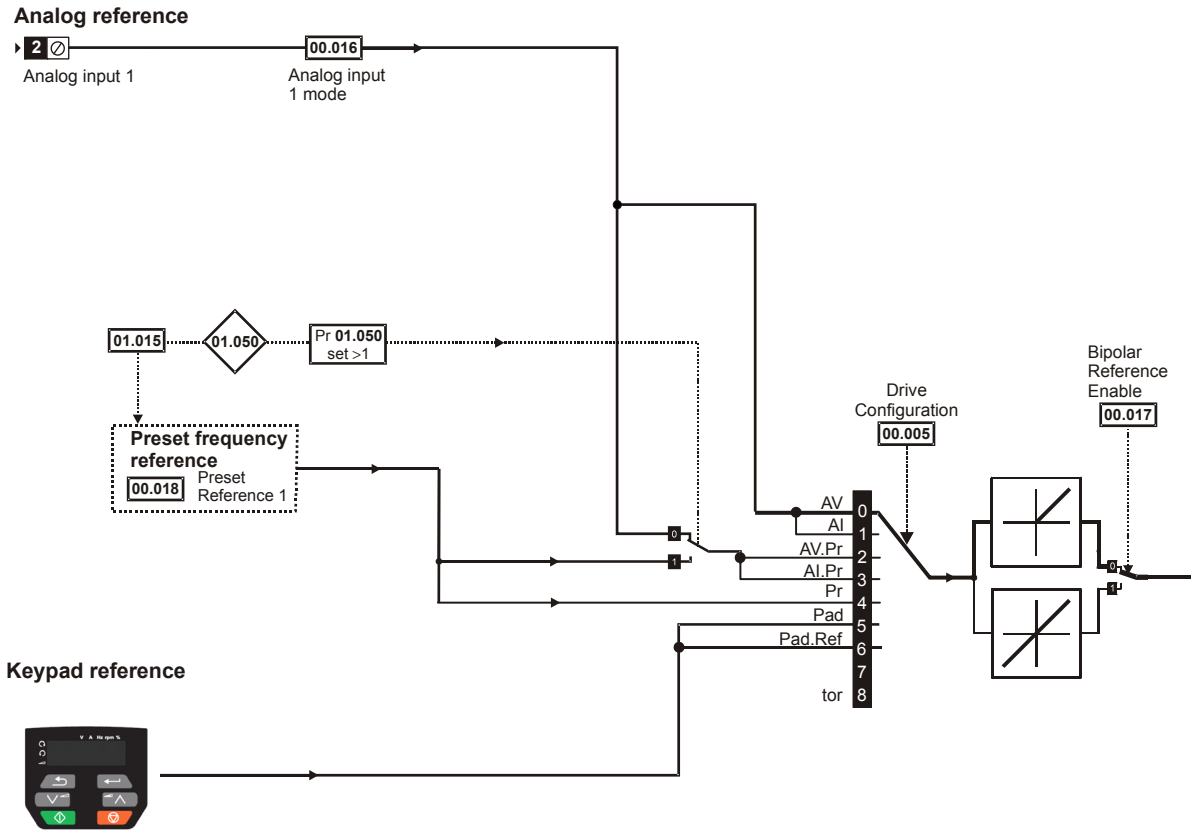 Analog reference
2
00.016
Analog input 1
Analog input
1 mode
01.015
01.050
Pr 01.050
set >1
Preset frequency
reference
00.018
Preset
Reference 1
Drive
Configuration
00.005
Bipolar
Reference
Enable
00.017
AV
0
AI
1
0
AV.Pr
2
1
AI.Pr
3
Pr
4
Pad
5
Pad.Ref
6
7
tor
8
0
1
Keypad reference
V A Hz rpm %